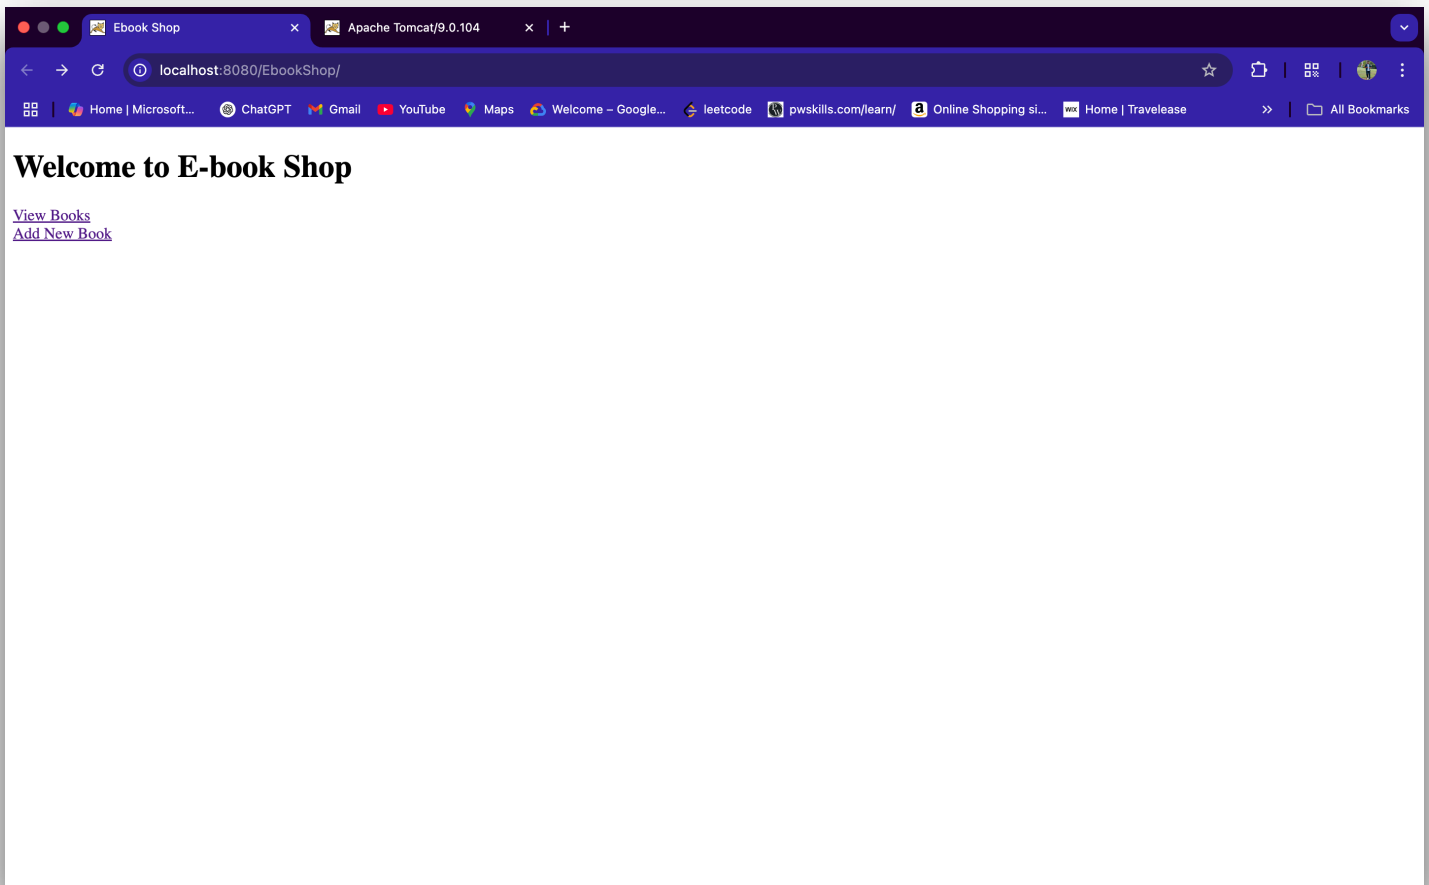 Ebook Shop
Apache Tomcat/9.0.104
localhost:8080/EbookShop/
Home | Microsoft... ChatGPT Gmail YouTube Maps Welcome – Google... leetcode pwskills.com/learn/ a Online Shopping si... WIX Home | Travelease All Bookmarks
Welcome to E-book Shop
View Books
Add New Book